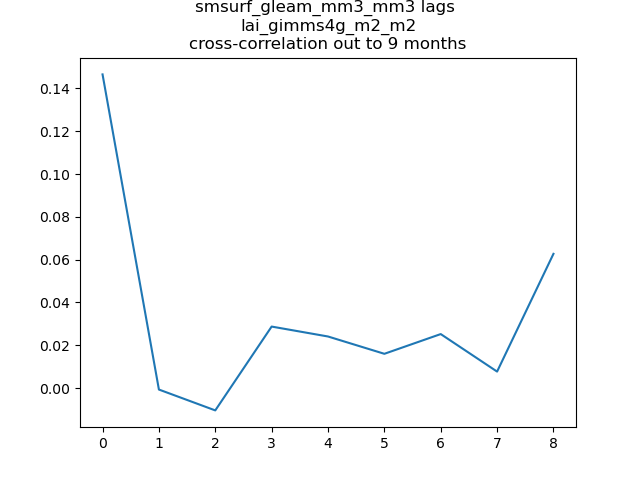 smsurf_gleam_mm3_mm3 lags
lai_gimms4g_m2_m2
cross-correlation out to 9 months
0.14
0.12
0.10
0.08
0.06
0.04
0.02
0.00
0 1 2 3 4 5 6 7 8